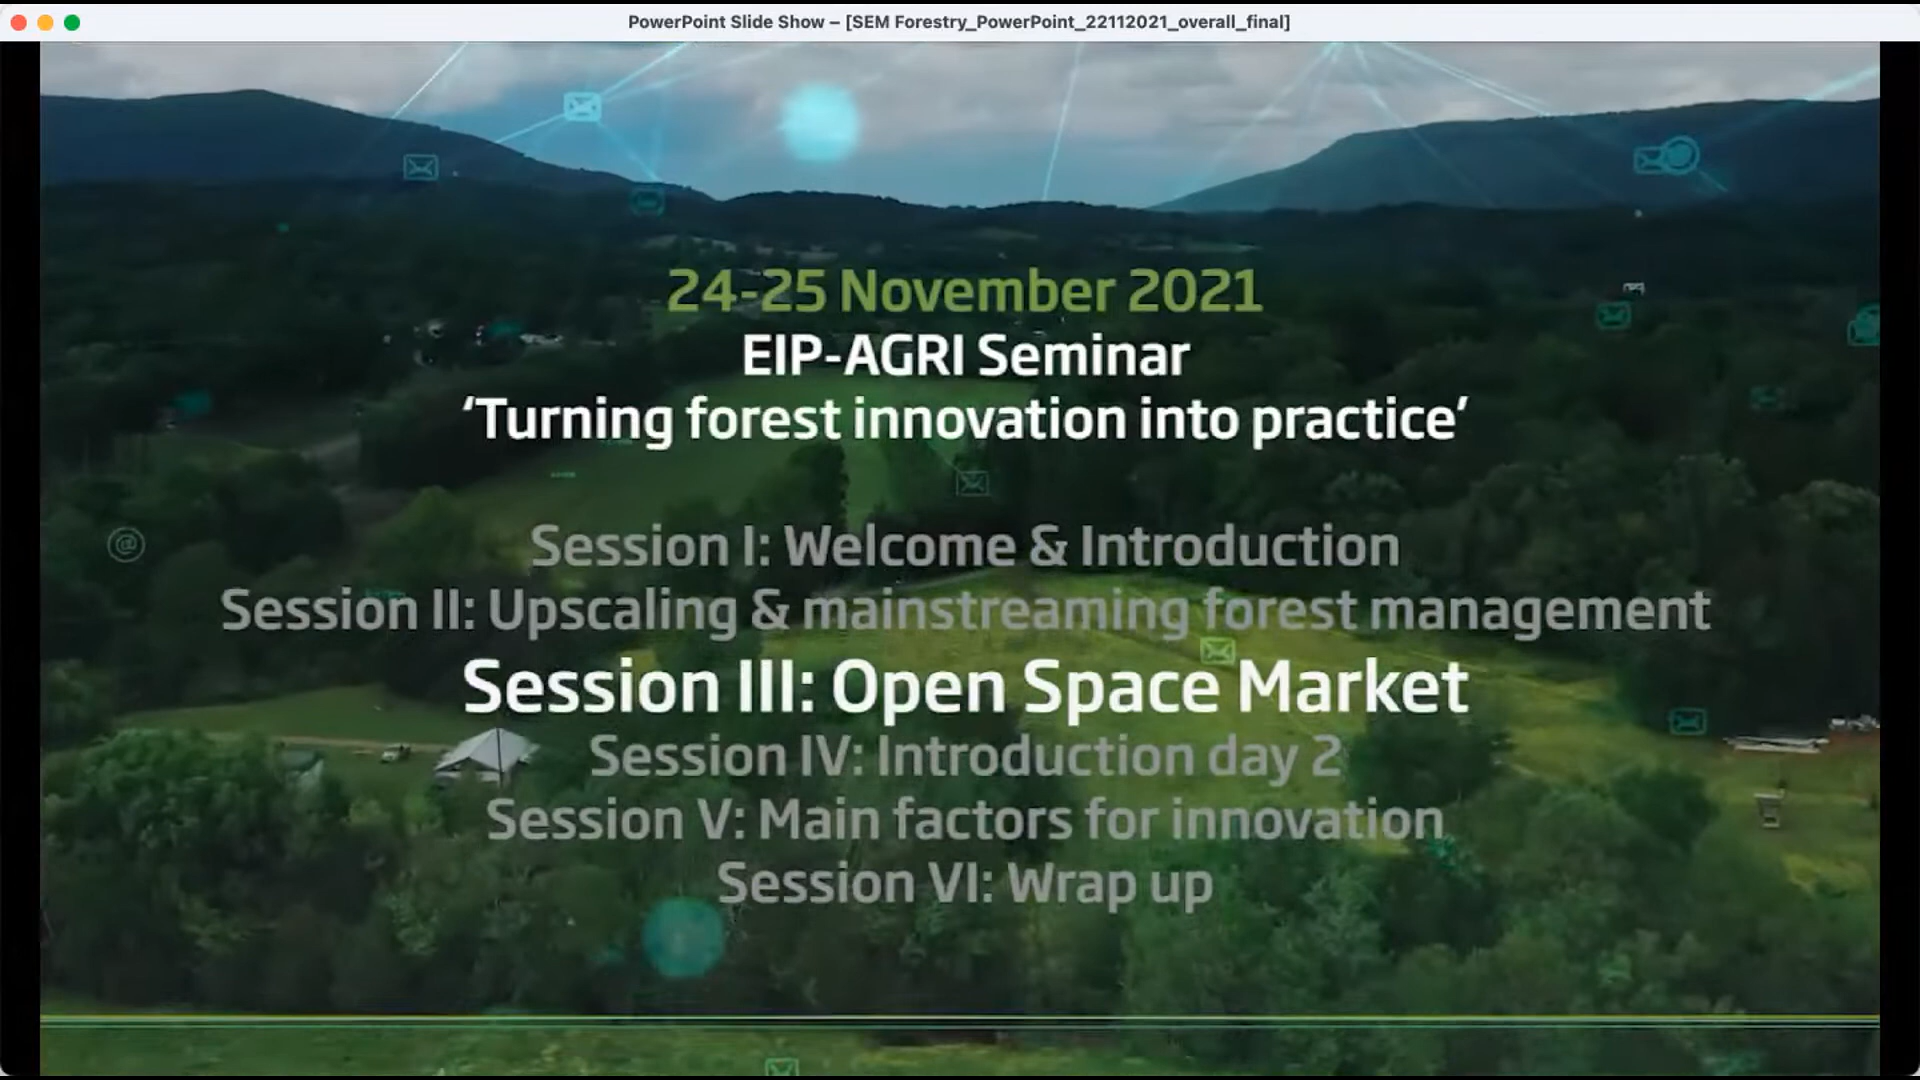 PowerPoint Slide Show – [SEM Forestry_PowerPoint_22112021_overall_final]
24-25 November 2021
EIP-AGRI Seminar
‘Turning forest innovation into practice’
Session I: Welcome & Introduction
Session II: Upscaling & mainstreaming forest management
Session III: Open Space Market
Session IV: Introduction day 2
Session V: Main factors for innovation
Session VI: Wrap up